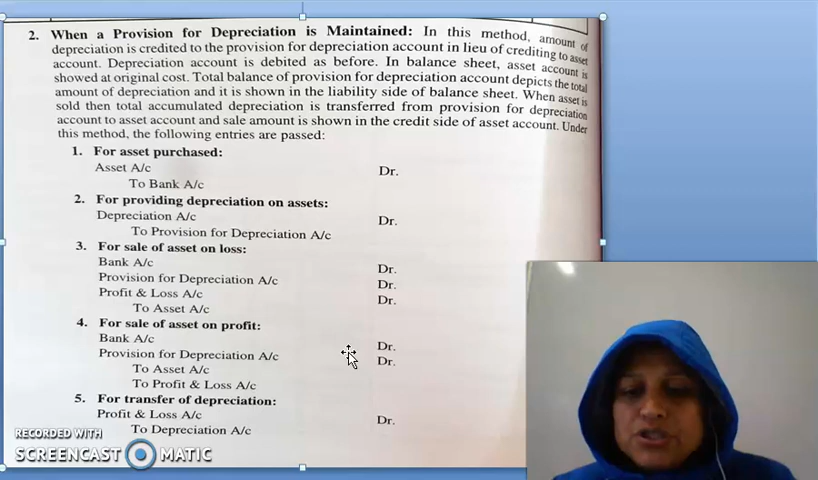 2. When a Provision for Depreciation is Maintained: In this method, amount of
depreciation is credited to the provision for depreciation account in lieu of crediting to asset
account. Depreciation account is debited as before. In balance sheet, asset account is
showed at original cost. Total balance of provision for depreciation account depicts the total
amount of depreciation and it is shown in the liability side of balance sheet. When asset is
sold then total accumulated depreciation is transferred from provision for depreciation
account to asset account and sale amount is shown in the credit side of asset account. Under
this method, the following entries are passed:
1. For asset purchased:
Asset A/c Dr.
To Bank A/c
2. For providing depreciation on assets:
Depreciation A/c Dr.
To Provision for Depreciation A/c
3. For sale of asset on loss:
Bank A/c Dr.
Provision for Depreciation A/c Dr.
Profit & Loss A/c Dr.
To Asset A/c
4. For sale of asset on profit:
Bank A/c Dr.
Provision for Depreciation A/c Dr.
To Asset A/c
To Profit & Loss A/c
5. For transfer of depreciation:
Profit & Loss A/c Dr.
To Depreciation A/c
RECORDED WITH
SCREENCAST MATIC